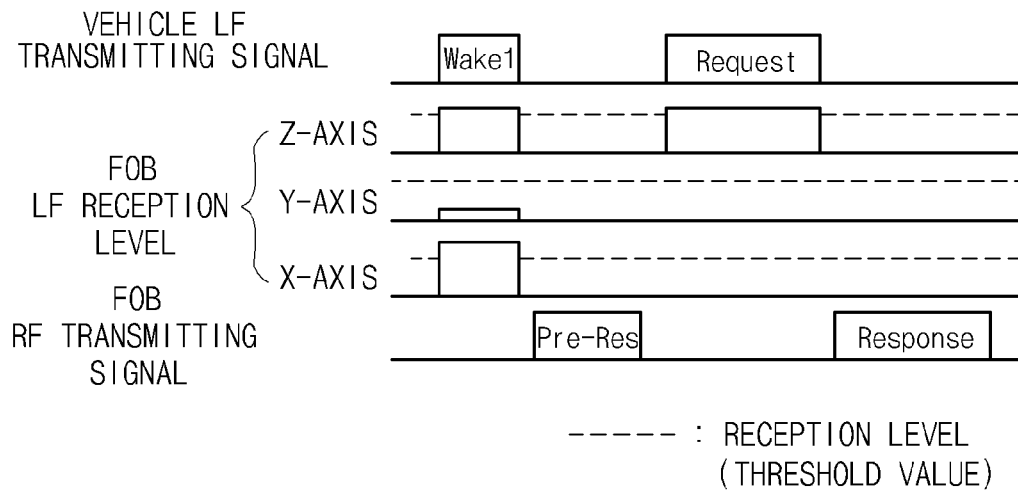 VEHICLE LF
TRANSMITTING SIGNAL
Wake1
Request
Z-AXIS
FOB
LF RECEPTION
LEVEL
Y-AXIS
X-AXIS
FOB
RF TRANSMITTING
SIGNAL
Pre-Res
Response
: RECEPTION LEVEL
(THRESHOLD VALUE)